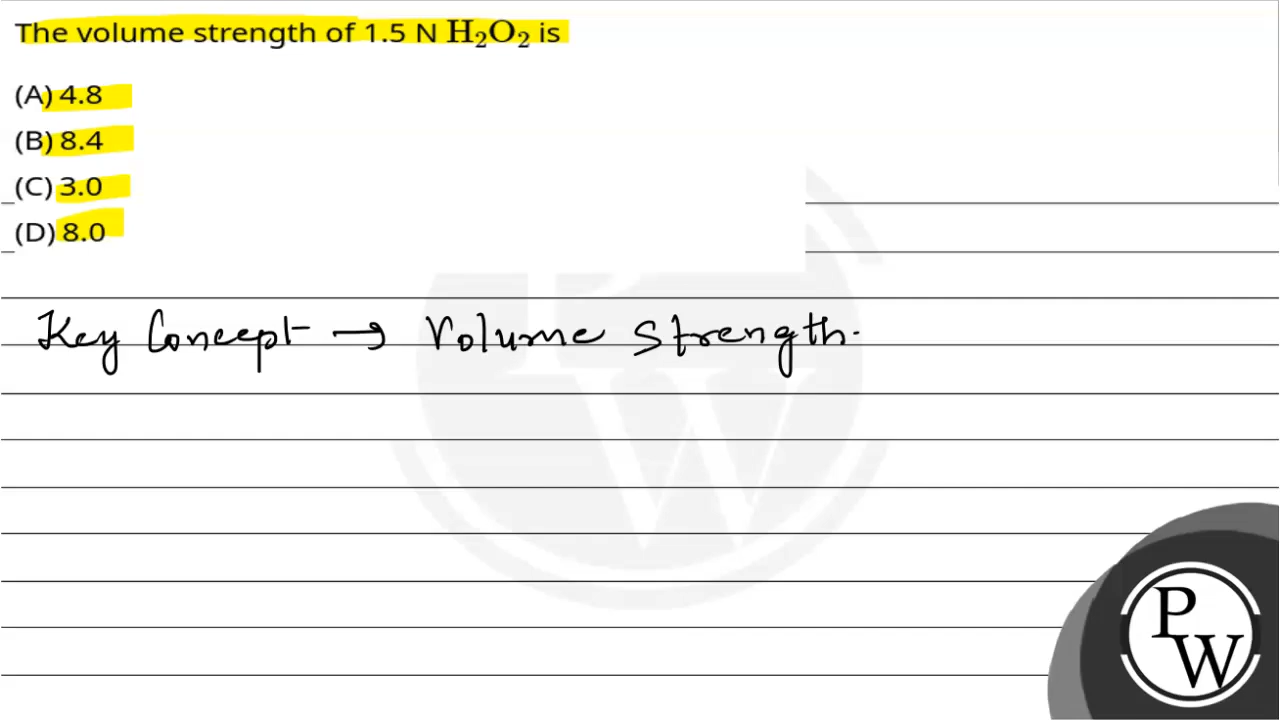 The volume strength of 1.5 N H₂O₂ is
(A) 4.8
(B) 8.4
(C) 3.0
(D) 8.0
Key Concept → Volume Strength.
P
W